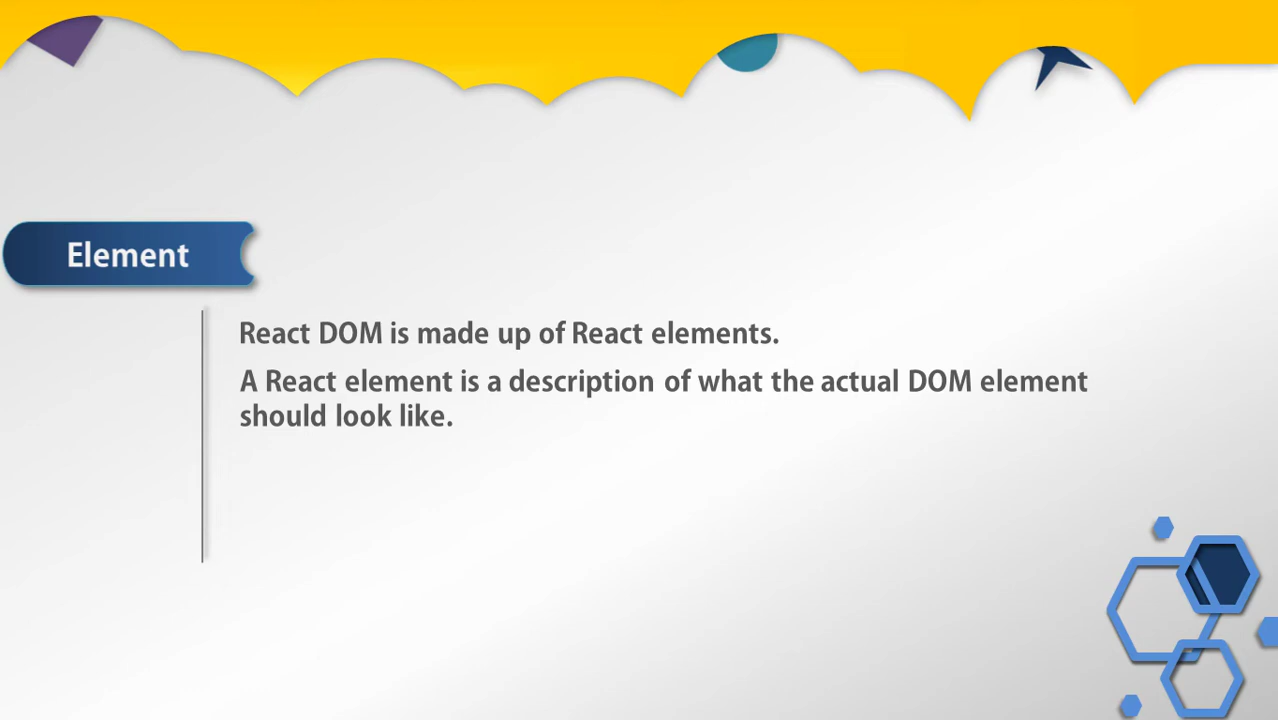 Element
React DOM is made up of React elements.
A React element is a description of what the actual DOM element
should look like.